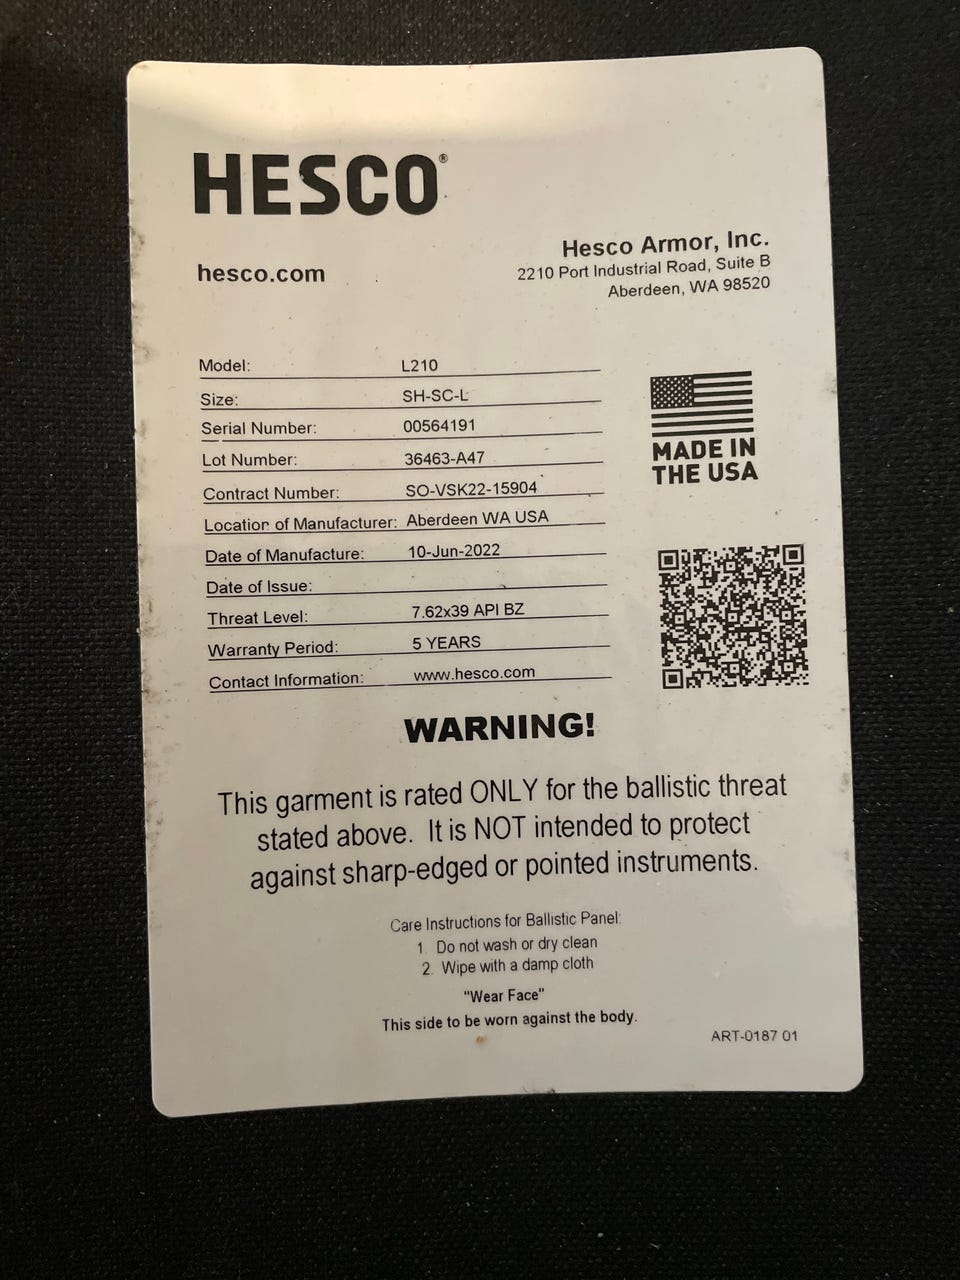 HESCO®
hesco.com
Hesco Armor, Inc.
2210 Port Industrial Road, Suite B
Aberdeen, WA 98520
Model: L210
Size: SH-SC-L
Serial Number: 00564191
Lot Number: 36463-A47
Contract Number: SO-VSK22-15904
Location of Manufacturer: Aberdeen WA USA
Date of Manufacture: 10-Jun-2022
Date of Issue:
Threat Level: 7.62x39 API BZ
Warranty Period: 5 YEARS
Contact Information: www.hesco.com
MADE IN
THE USA
WARNING!
This garment is rated ONLY for the ballistic threat
stated above. It is NOT intended to protect
against sharp-edged or pointed instruments.
Care Instructions for Ballistic Panel:
1. Do not wash or dry clean
2. Wipe with a damp cloth
"Wear Face"
This side to be worn against the body.
ART-0187 01